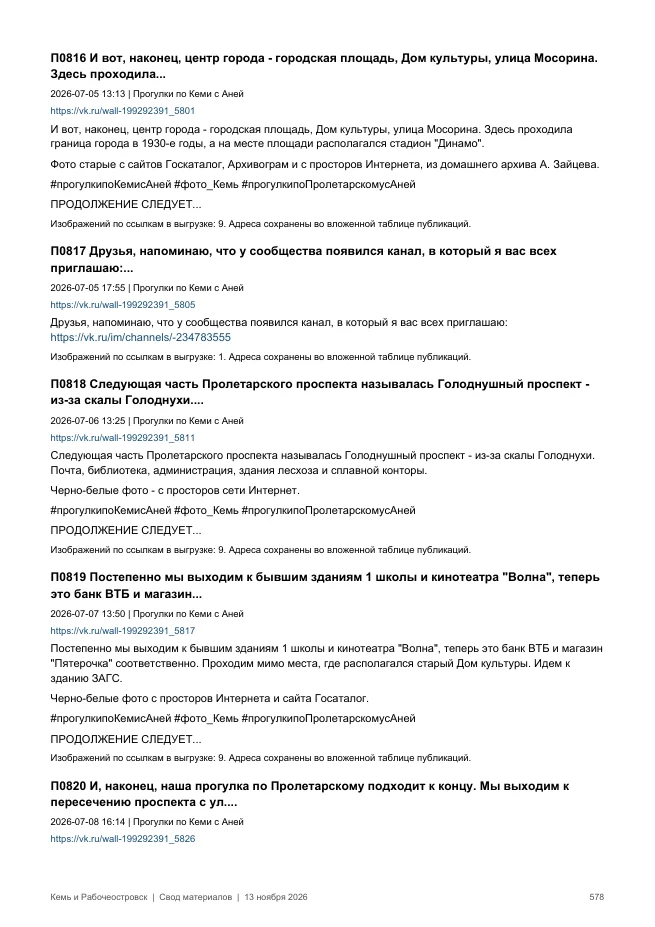 П0816 И вот, наконец, центр города - городская площадь, Дом культуры, улица Мосорина.
Здесь проходила...
2026-07-05 13:13 | Прогулки по Кеми с Аней
https://vk.ru/wall-199292391_5801
И вот, наконец, центр города - городская площадь, Дом культуры, улица Мосорина. Здесь проходила
граница города в 1930-е годы, а на месте площади располагался стадион "Динамо".
Фото старые с сайтов Госкаталог, Архивограм и с просторов Интернета, из домашнего архива А. Зайцева.
#прогулкипоКемисАней #фото_Кемь #прогулкипоПролетарскомусАней
ПРОДОЛЖЕНИЕ СЛЕДУЕТ...
Изображений по ссылкам в выгрузке: 9. Адреса сохранены во вложенной таблице публикаций.
П0817 Друзья, напоминаю, что у сообщества появился канал, в который я вас всех
приглашаю:...
2026-07-05 17:55 | Прогулки по Кеми с Аней
https://vk.ru/wall-199292391_5805
Друзья, напоминаю, что у сообщества появился канал, в который я вас всех приглашаю:
https://vk.ru/im/channels/-234783555
Изображений по ссылкам в выгрузке: 1. Адреса сохранены во вложенной таблице публикаций.
П0818 Следующая часть Пролетарского проспекта называлась Голоднушный проспект -
из-за скалы Голоднухи....
2026-07-06 13:25 | Прогулки по Кеми с Аней
https://vk.ru/wall-199292391_5811
Следующая часть Пролетарского проспекта называлась Голоднушный проспект - из-за скалы Голоднухи.
Почта, библиотека, администрация, здания лесхоза и сплавной конторы.
Черно-белые фото - с просторов сети Интернет.
#прогулкипоКемисАней #фото_Кемь #прогулкипоПролетарскомусАней
ПРОДОЛЖЕНИЕ СЛЕДУЕТ...
Изображений по ссылкам в выгрузке: 9. Адреса сохранены во вложенной таблице публикаций.
П0819 Постепенно мы выходим к бывшим зданиям 1 школы и кинотеатра "Волна", теперь
это банк ВТБ и магазин...
2026-07-07 13:50 | Прогулки по Кеми с Аней
https://vk.ru/wall-199292391_5817
Постепенно мы выходим к бывшим зданиям 1 школы и кинотеатра "Волна", теперь это банк ВТБ и магазин
"Пятерочка" соответственно. Проходим мимо места, где располагался старый Дом культуры. Идем к
зданию ЗАГС.
Черно-белые фото с просторов Интернета и сайта Госаталог.
#прогулкипоКемисАней #фото_Кемь #прогулкипоПролетарскомусАней
ПРОДОЛЖЕНИЕ СЛЕДУЕТ...
Изображений по ссылкам в выгрузке: 9. Адреса сохранены во вложенной таблице публикаций.
П0820 И, наконец, наша прогулка по Пролетарскому подходит к концу. Мы выходим к
пересечению проспекта с ул....
2026-07-08 16:14 | Прогулки по Кеми с Аней
https://vk.ru/wall-199292391_5826
Кемь и Рабочеостровск | Свод материалов | 13 ноября 2026
578